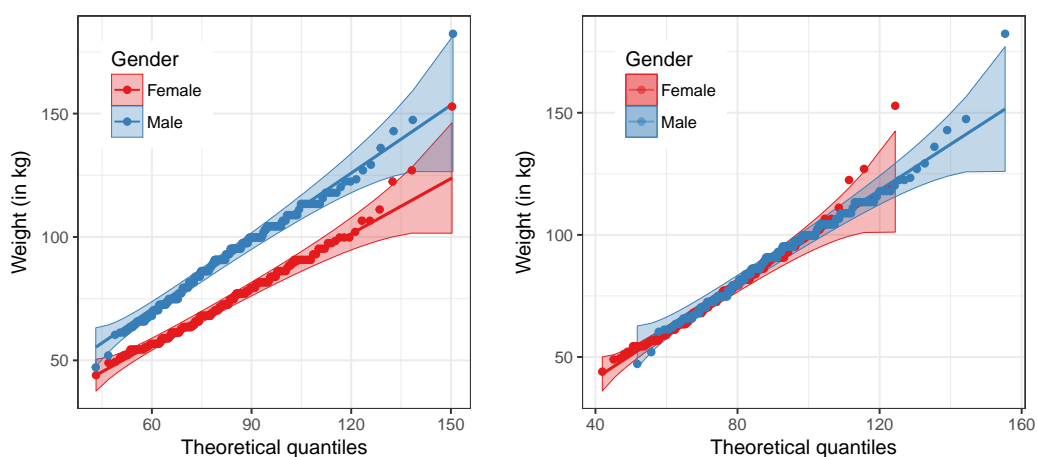 Gender
Female
Male
150
100
50
60
90
120
150
Theoretical quantiles
Weight (in kg)
Gender
Female
Male
150
100
50
40
80
120
160
Theoretical quantiles
Weight (in kg)